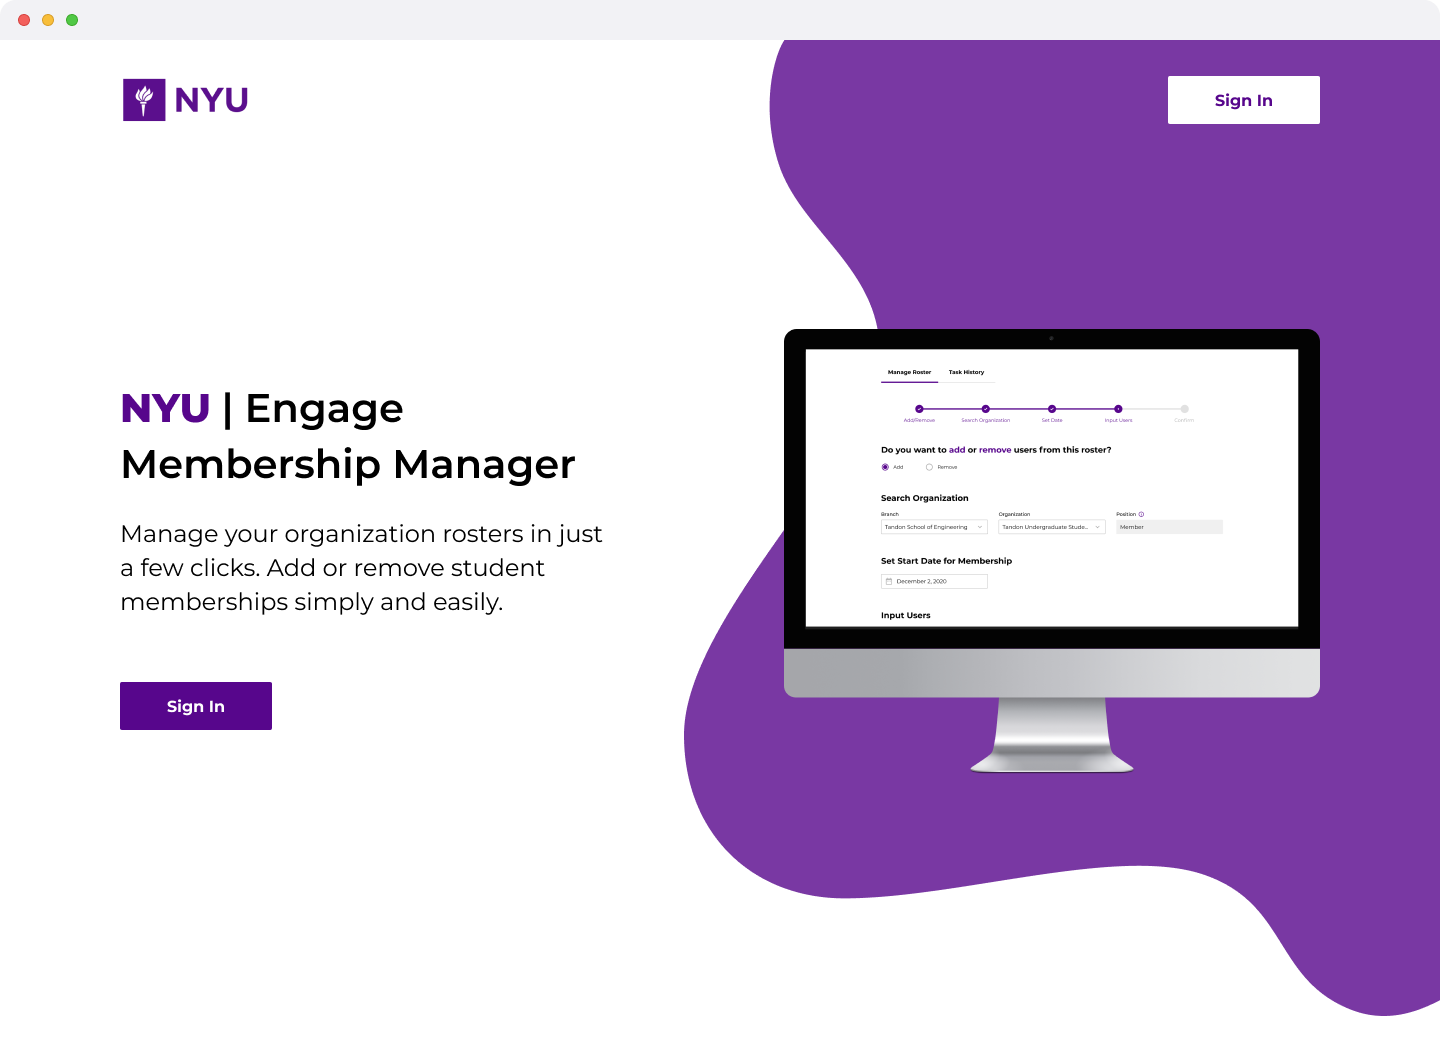 NYU
Sign In
NYU | Engage
Membership Manager
Manage your organization rosters in just
a few clicks. Add or remove student
memberships simply and easily.
Sign In
Manage Roster Task History
Add/Remove Search Organization Set Date Input Users Confirm
Do you want to add or remove users from this roster?
Add Remove
Search Organization
Branch Organization Position
Tandon School of Engineering Tandon Undergraduate Stude.. Member
Set Start Date for Membership
December 2, 2020
Input Users